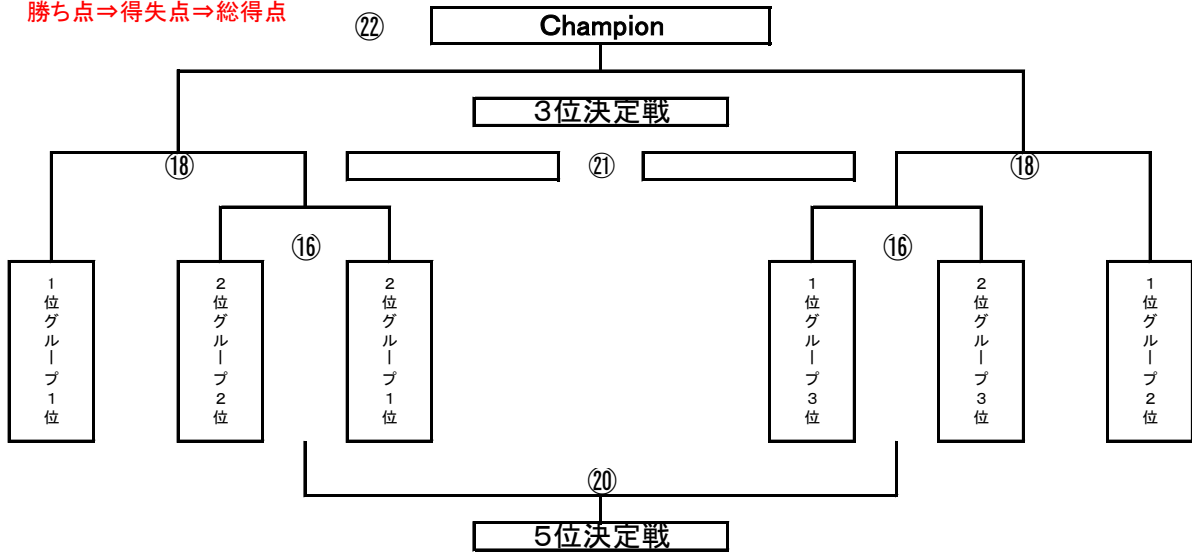 勝ち点⇒得失点⇒総得点
㉒
Champion
3位決定戦
⑱
㉑
⑱
⑯
⑯
1位グループ1位
2位グループ2位
2位グループ1位
1位グループ3位
2位グループ3位
1位グループ2位
⑳
5位決定戦